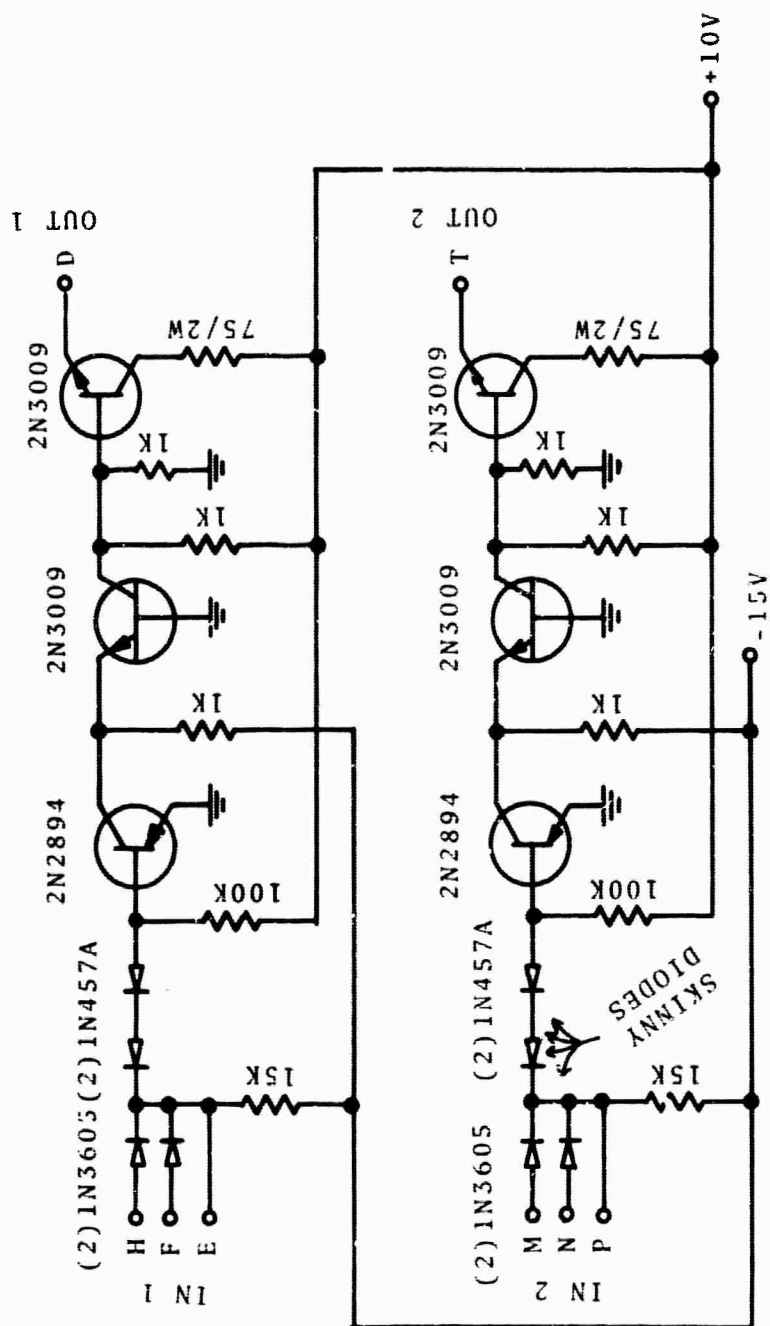 IN 1
H
F
E
(2)1N3605
(2)1N457A
15K
100K
2N2894
1K
2N3009
1K
1K
2N3009
75/2W
D
OUT 1
IN 2
M
N
P
(2)1N3605
(2)1N457A
SKINNY
DIODES
15K
100K
2N2894
1K
2N3009
1K
1K
2N3009
75/2W
T
OUT 2
-15V
+10V